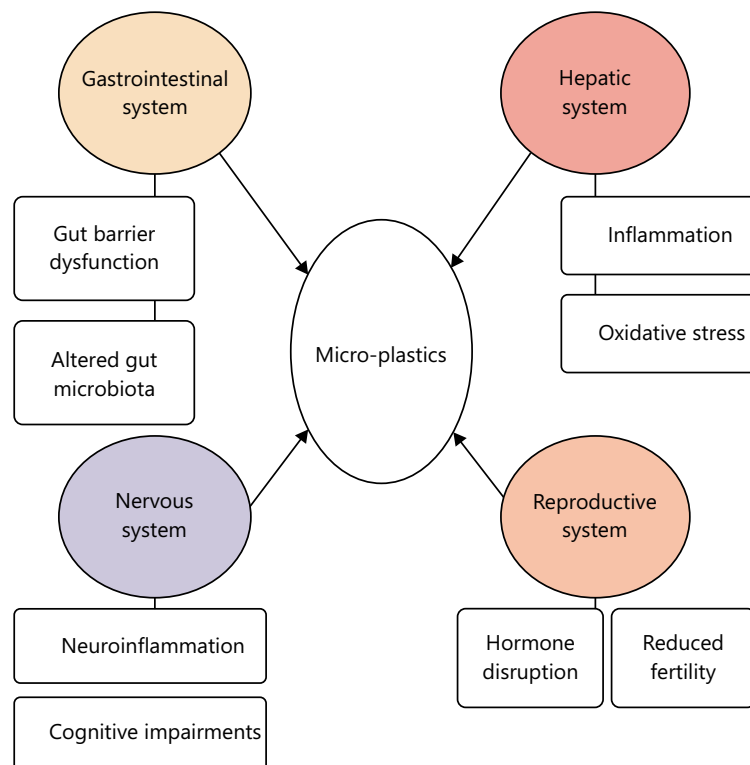 Gastrointestinal
system
Hepatic
system
Gut barrier
dysfunction
Inflammation
Altered gut
microbiota
Oxidative stress
Micro-plastics
Nervous
system
Reproductive
system
Neuroinflammation
Cognitive impairments
Hormone
disruption
Reduced
fertility